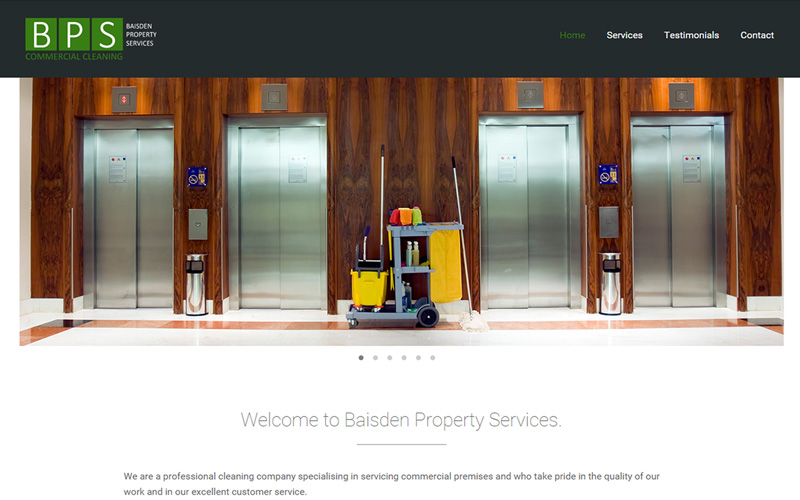 BPS
BAISDEN
PROPERTY
SERVICES
COMMERCIAL CLEANING
Home Services Testimonials Contact
Welcome to Baisden Property Services.
We are a professional cleaning company specialising in servicing commercial premises and who take pride in the quality of our
work and in our excellent customer service.